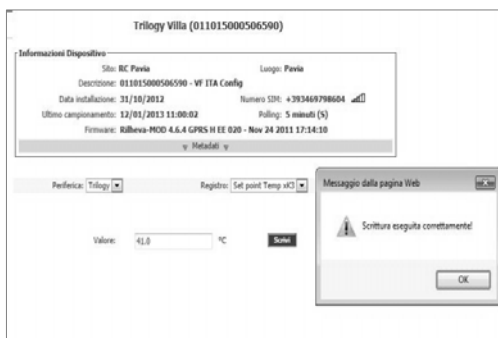 Trilogy Villa (011015000506590)
Informazioni Dispositivo
Sito: RC Pavia Luogo: Pavia
Descrizione: 011015000506590 - VF ITA Config
Data installazione: 31/10/2012 Numero SIM: +393469798604
Ultimo campionamento: 12/01/2013 11:00:02 Polling: 5 minuti (S)
Firmware: Rilheva-MOD 4.6.4 GPRS H EE 020 - Nov 24 2011 17:14:10
Metadati
Periferica: Trilogy Registro: Set point Temp xK3
Valore: 41.0 °C Scrivi
Messaggio dalla pagina Web
Scrittura eseguita correttamente!
OK